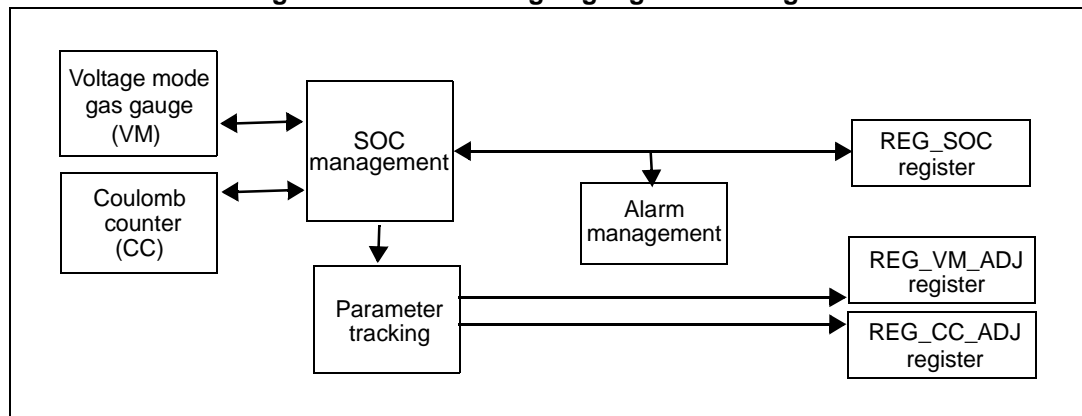 Voltage mode
gas gauge
(VM)
Coulomb
counter
(CC)
SOC
management
Parameter
tracking
Alarm
management
REG_SOC
register
REG_VM_ADJ
register
REG_CC_ADJ
register